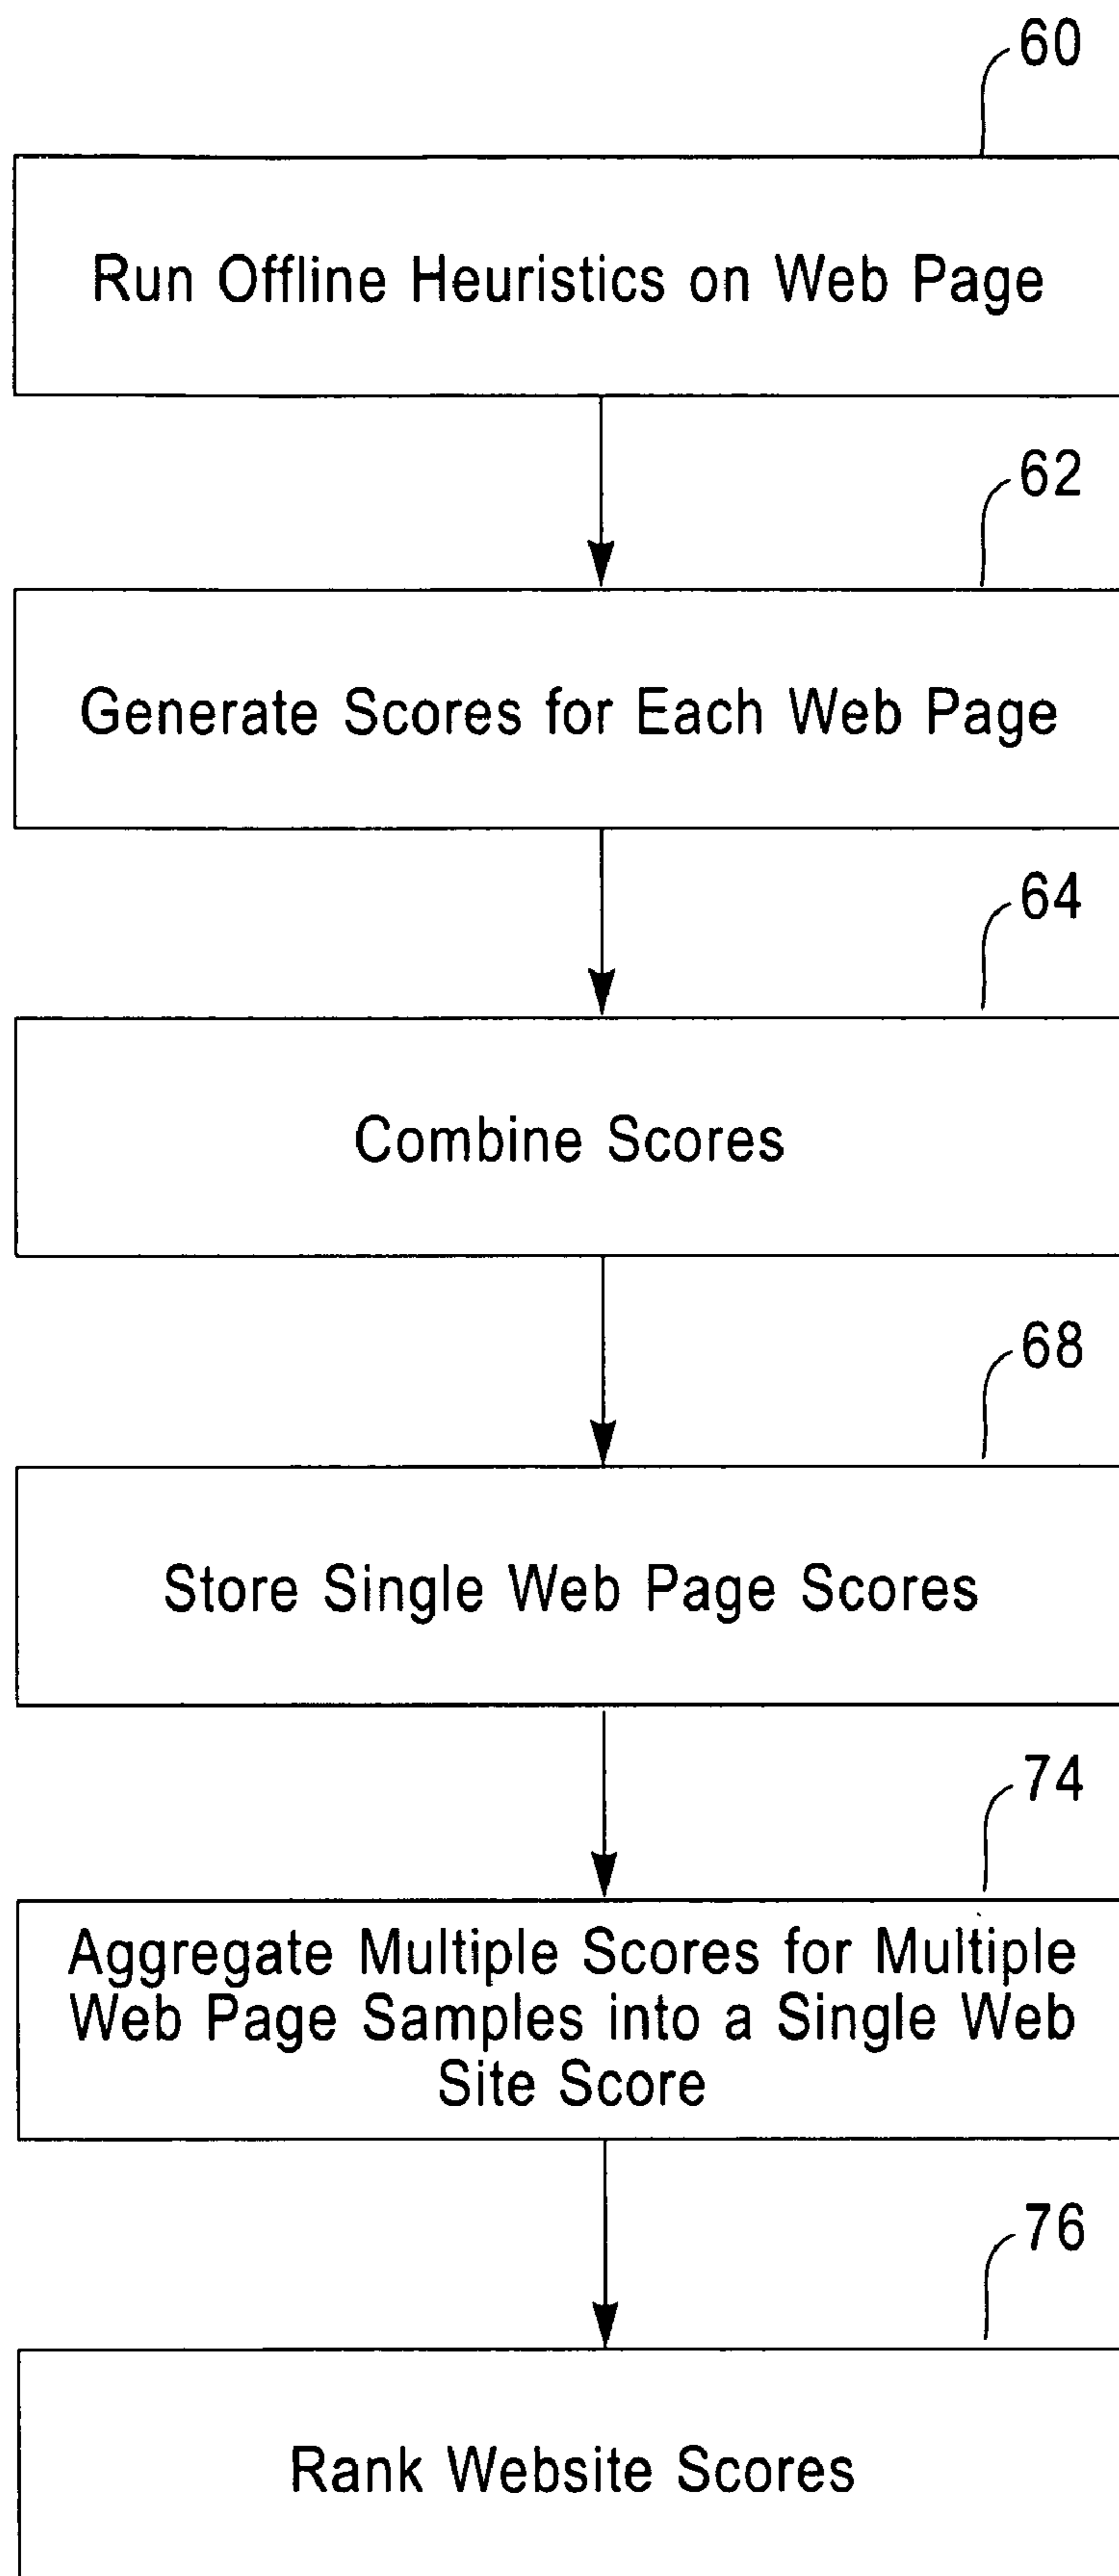 60
Run Offline Heuristics on Web Page
62
Generate Scores for Each Web Page
64
Combine Scores
68
Store Single Web Page Scores
74
Aggregate Multiple Scores for Multiple
Web Page Samples into a Single Web
Site Score
76
Rank Website Scores